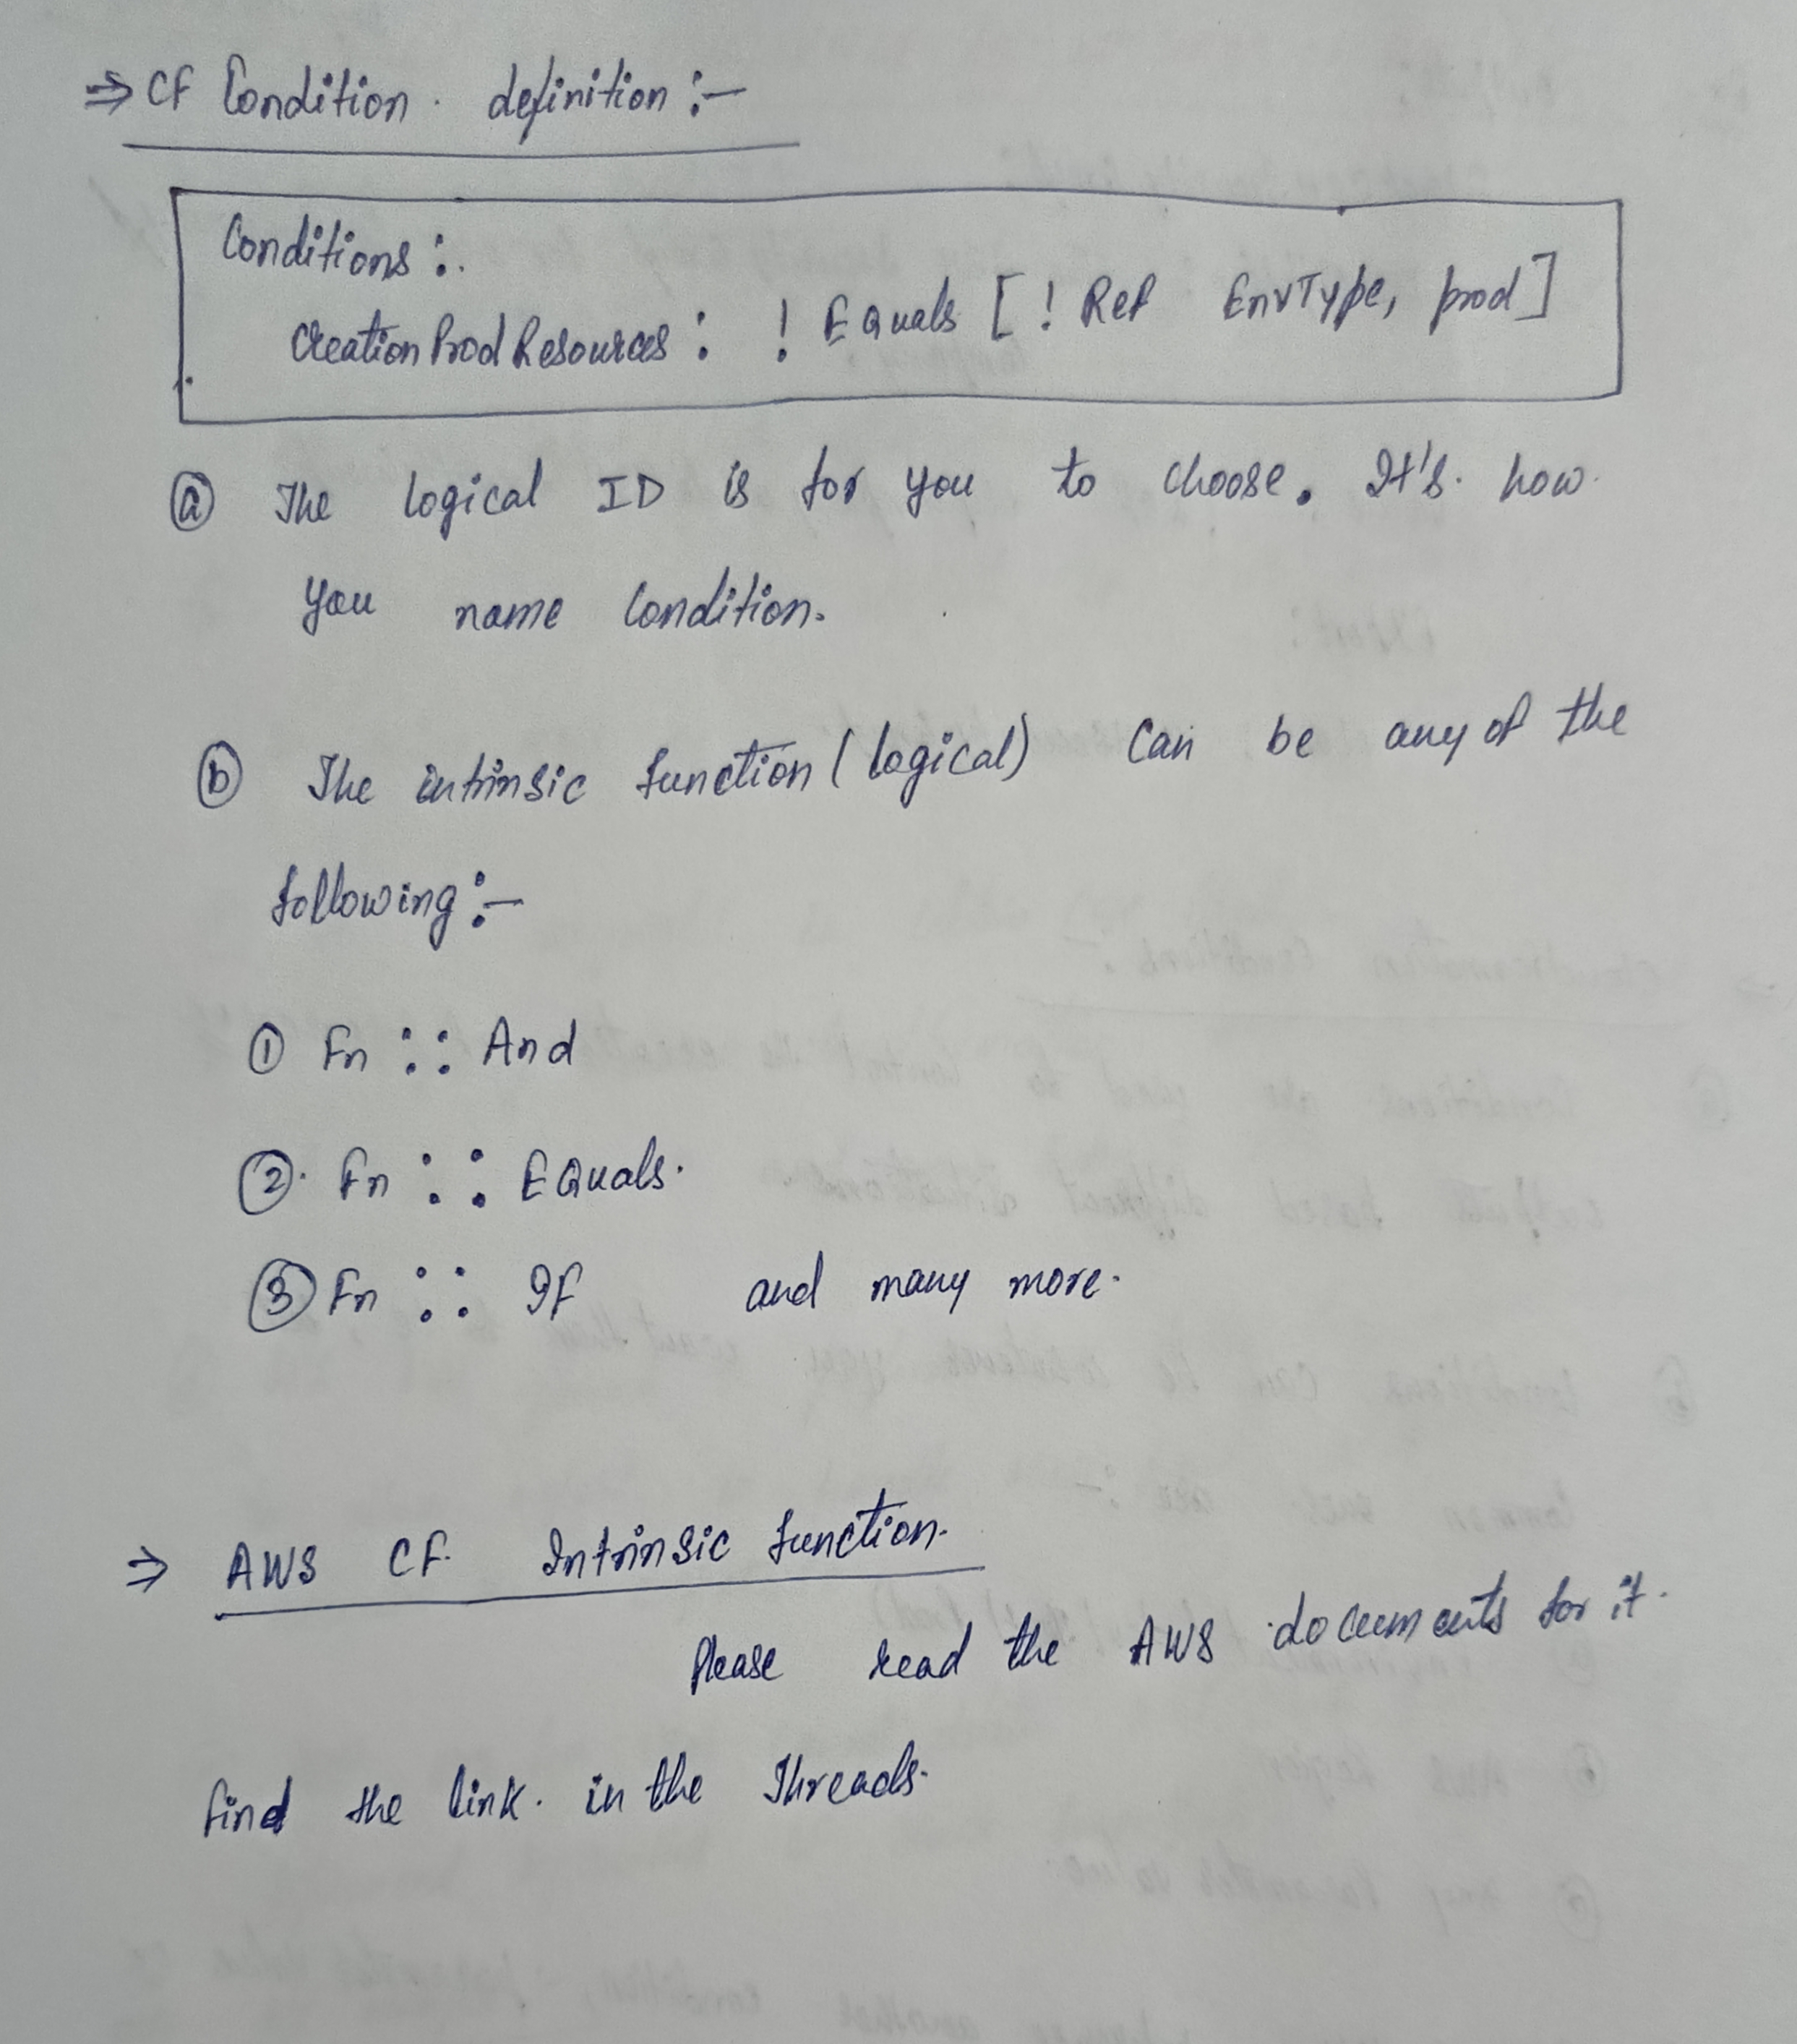 ⇒ CF Condition definition :-
Conditions :
CreationProdResources : ! EQuals [ ! Ref EnvType, prod ]
ⓐ The logical ID is for you to choose. It's how
you name Condition.
ⓑ The intrinsic function (logical) Can be any of the
following :-
① Fn :: And
②. Fn :: EQuals.
③ Fn :: If and many more.
⇒ AWS CF Intrinsic function.
Please read the AWS documents for it.
find the link. in the Threads.